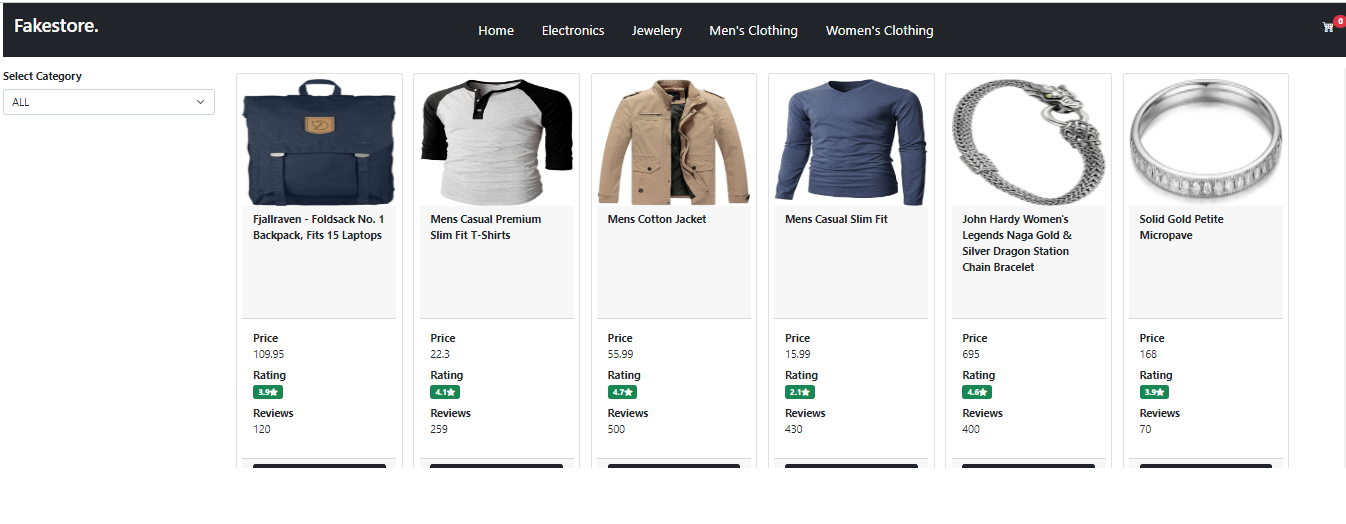 Fakestore.
Home Electronics Jewelery Men's Clothing Women's Clothing
0
Select Category
ALL
Fjallraven - Foldsack No. 1
Backpack, Fits 15 Laptops
Price
109.95
Rating
3.9
Reviews
120
Mens Casual Premium
Slim Fit T-Shirts
Price
22.3
Rating
4.1
Reviews
259
Mens Cotton Jacket
Price
55.99
Rating
4.7
Reviews
500
Mens Casual Slim Fit
Price
15.99
Rating
2.1
Reviews
430
John Hardy Women's
Legends Naga Gold &
Silver Dragon Station
Chain Bracelet
Price
695
Rating
4.6
Reviews
400
Solid Gold Petite
Micropave
Price
168
Rating
3.9
Reviews
70